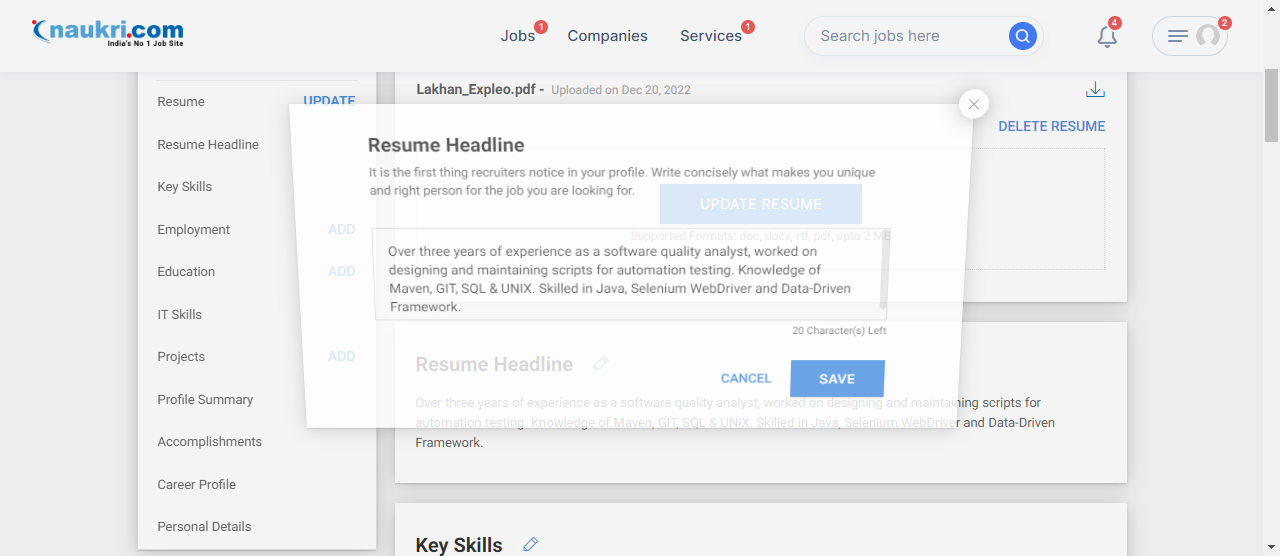 naukri.com
India's No 1 Job Site
Jobs 1
Companies
Services 1
Search jobs here
4
2
Resume UPDATE
Resume Headline
Key Skills
Employment ADD
Education ADD
IT Skills
Projects ADD
Profile Summary
Accomplishments
Career Profile
Personal Details
Lakhan_Expleo.pdf - Uploaded on Dec 20, 2022
DELETE RESUME
UPDATE RESUME
Supported Formats: doc, docx, rtf, pdf, upto 2 MB
Resume Headline
It is the first thing recruiters notice in your profile. Write concisely what makes you unique
and right person for the job you are looking for.
Over three years of experience as a software quality analyst, worked on
designing and maintaining scripts for automation testing. Knowledge of
Maven, GIT, SQL & UNIX. Skilled in Java, Selenium WebDriver and Data-Driven
Framework.
20 Character(s) Left
CANCEL SAVE
Resume Headline
Over three years of experience as a software quality analyst, worked on designing and maintaining scripts for
automation testing. Knowledge of Maven, GIT, SQL & UNIX. Skilled in Java, Selenium WebDriver and Data-Driven
Framework.
Key Skills